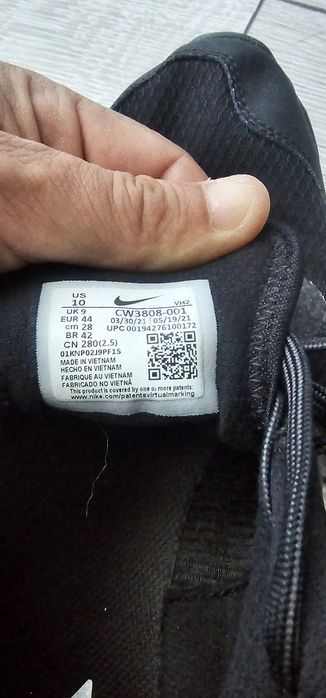 US
10
VH2
UK 9
CW3808-001
EUR 44
03/30/21 | 05/19/21
cm 28
UPC 00194276100172
BR 42
CN 280(2.5)
01KNP02J9PF1S
MADE IN VIETNAM
HECHO EN VIETNAM
FABRIQUE AU VIETNAM
FABRICADO NO VIETNÃ
This product is covered by one or more patents:
www.nike.com/patentsvirtualmarking